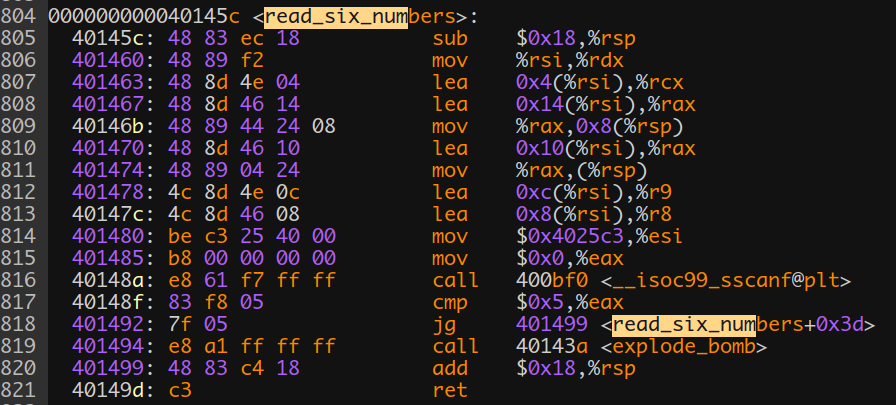 804 000000000040145c <read_six_numbers>:
805 40145c: 48 83 ec 18 sub $0x18,%rsp
806 401460: 48 89 f2 mov %rsi,%rdx
807 401463: 48 8d 4e 04 lea 0x4(%rsi),%rcx
808 401467: 48 8d 46 14 lea 0x14(%rsi),%rax
809 40146b: 48 89 44 24 08 mov %rax,0x8(%rsp)
810 401470: 48 8d 46 10 lea 0x10(%rsi),%rax
811 401474: 48 89 04 24 mov %rax,(%rsp)
812 401478: 4c 8d 4e 0c lea 0xc(%rsi),%r9
813 40147c: 4c 8d 46 08 lea 0x8(%rsi),%r8
814 401480: be c3 25 40 00 mov $0x4025c3,%esi
815 401485: b8 00 00 00 00 mov $0x0,%eax
816 40148a: e8 61 f7 ff ff call 400bf0 <__isoc99_sscanf@plt>
817 40148f: 83 f8 05 cmp $0x5,%eax
818 401492: 7f 05 jg 401499 <read_six_numbers+0x3d>
819 401494: e8 a1 ff ff ff call 40143a <explode_bomb>
820 401499: 48 83 c4 18 add $0x18,%rsp
821 40149d: c3 ret